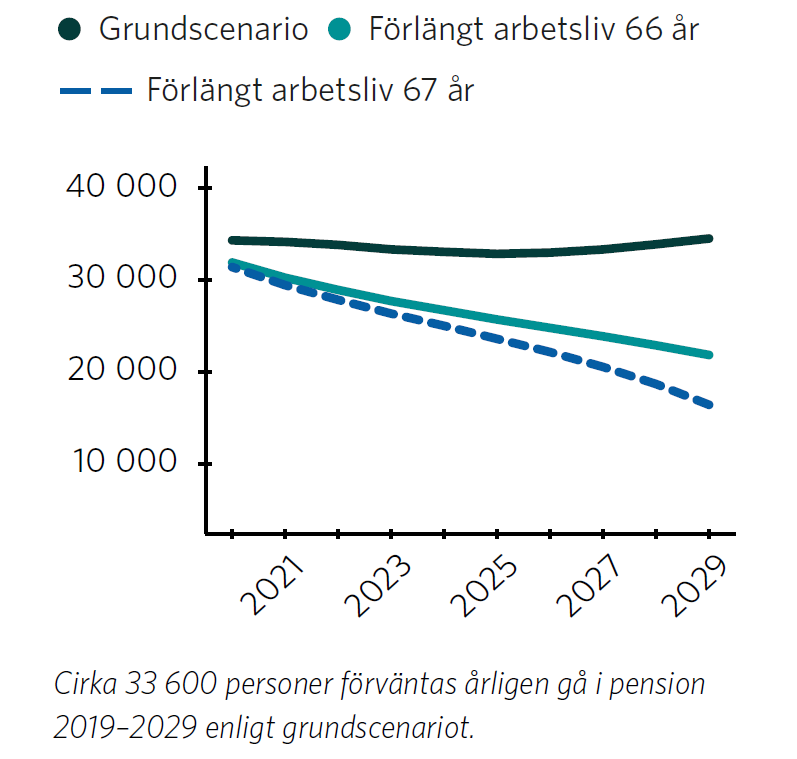 Grundscenario Förlängt arbetsliv 66 år
Förlängt arbetsliv 67 år
40 000
30 000
20 000
10 000
2021 2023 2025 2027 2029
Cirka 33 600 personer förväntas årligen gå i pension
2019–2029 enligt grundscenariot.